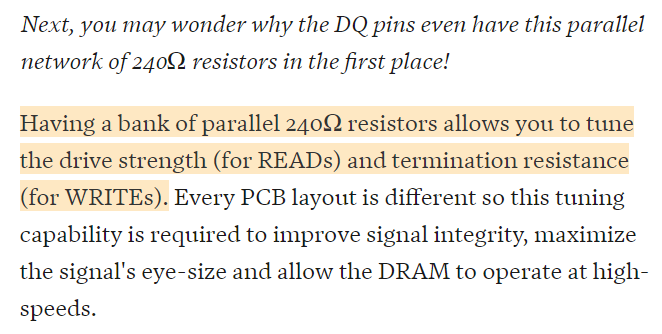 Next, you may wonder why the DQ pins even have this parallel
network of 240Ω resistors in the first place!
Having a bank of parallel 240Ω resistors allows you to tune
the drive strength (for READs) and termination resistance
(for WRITEs). Every PCB layout is different so this tuning
capability is required to improve signal integrity, maximize
the signal's eye-size and allow the DRAM to operate at high-
speeds.